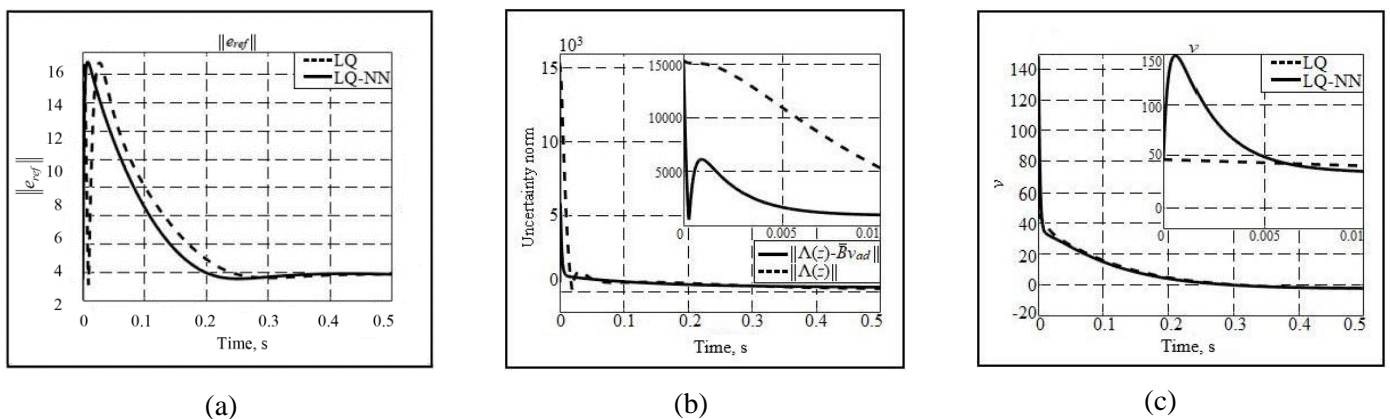 ‖e_ref‖
LQ
LQ-NN
16
14
12
10
8
6
4
2
‖e_ref‖
0 0.1 0.2 0.3 0.4 0.5
Time, s
(a)
10³
15
10
5
0
Uncertainty norm
15000
10000
5000
0 0.005 0.01
‖Λ(z)-B̅v_ad‖
‖Λ(z)‖
0 0.1 0.2 0.3 0.4 0.5
Time, s
(b)
v
LQ
LQ-NN
140
120
100
80
60
40
20
0
-20
v
150
100
50
0
0 0.005 0.01
0 0.1 0.2 0.3 0.4 0.5
Time, s
(c)